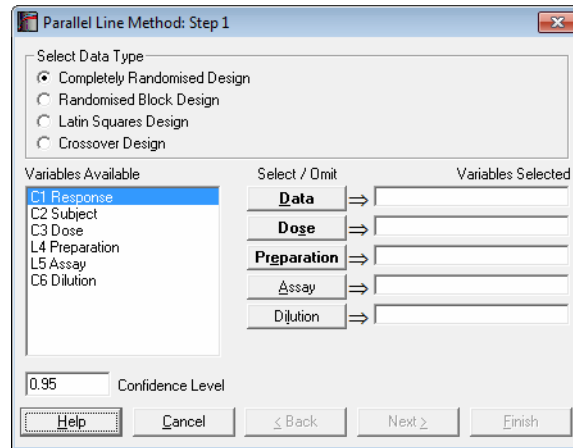 Parallel Line Method: Step 1
Select Data Type
Completely Randomised Design
Randomised Block Design
Latin Squares Design
Crossover Design
Variables Available
Select / Omit
Variables Selected
C1 Response
C2 Subject
C3 Dose
L4 Preparation
L5 Assay
C6 Dilution
Data
Dose
Preparation
Assay
Dilution
0.95 Confidence Level
Help
Cancel
< Back
Next >
Finish